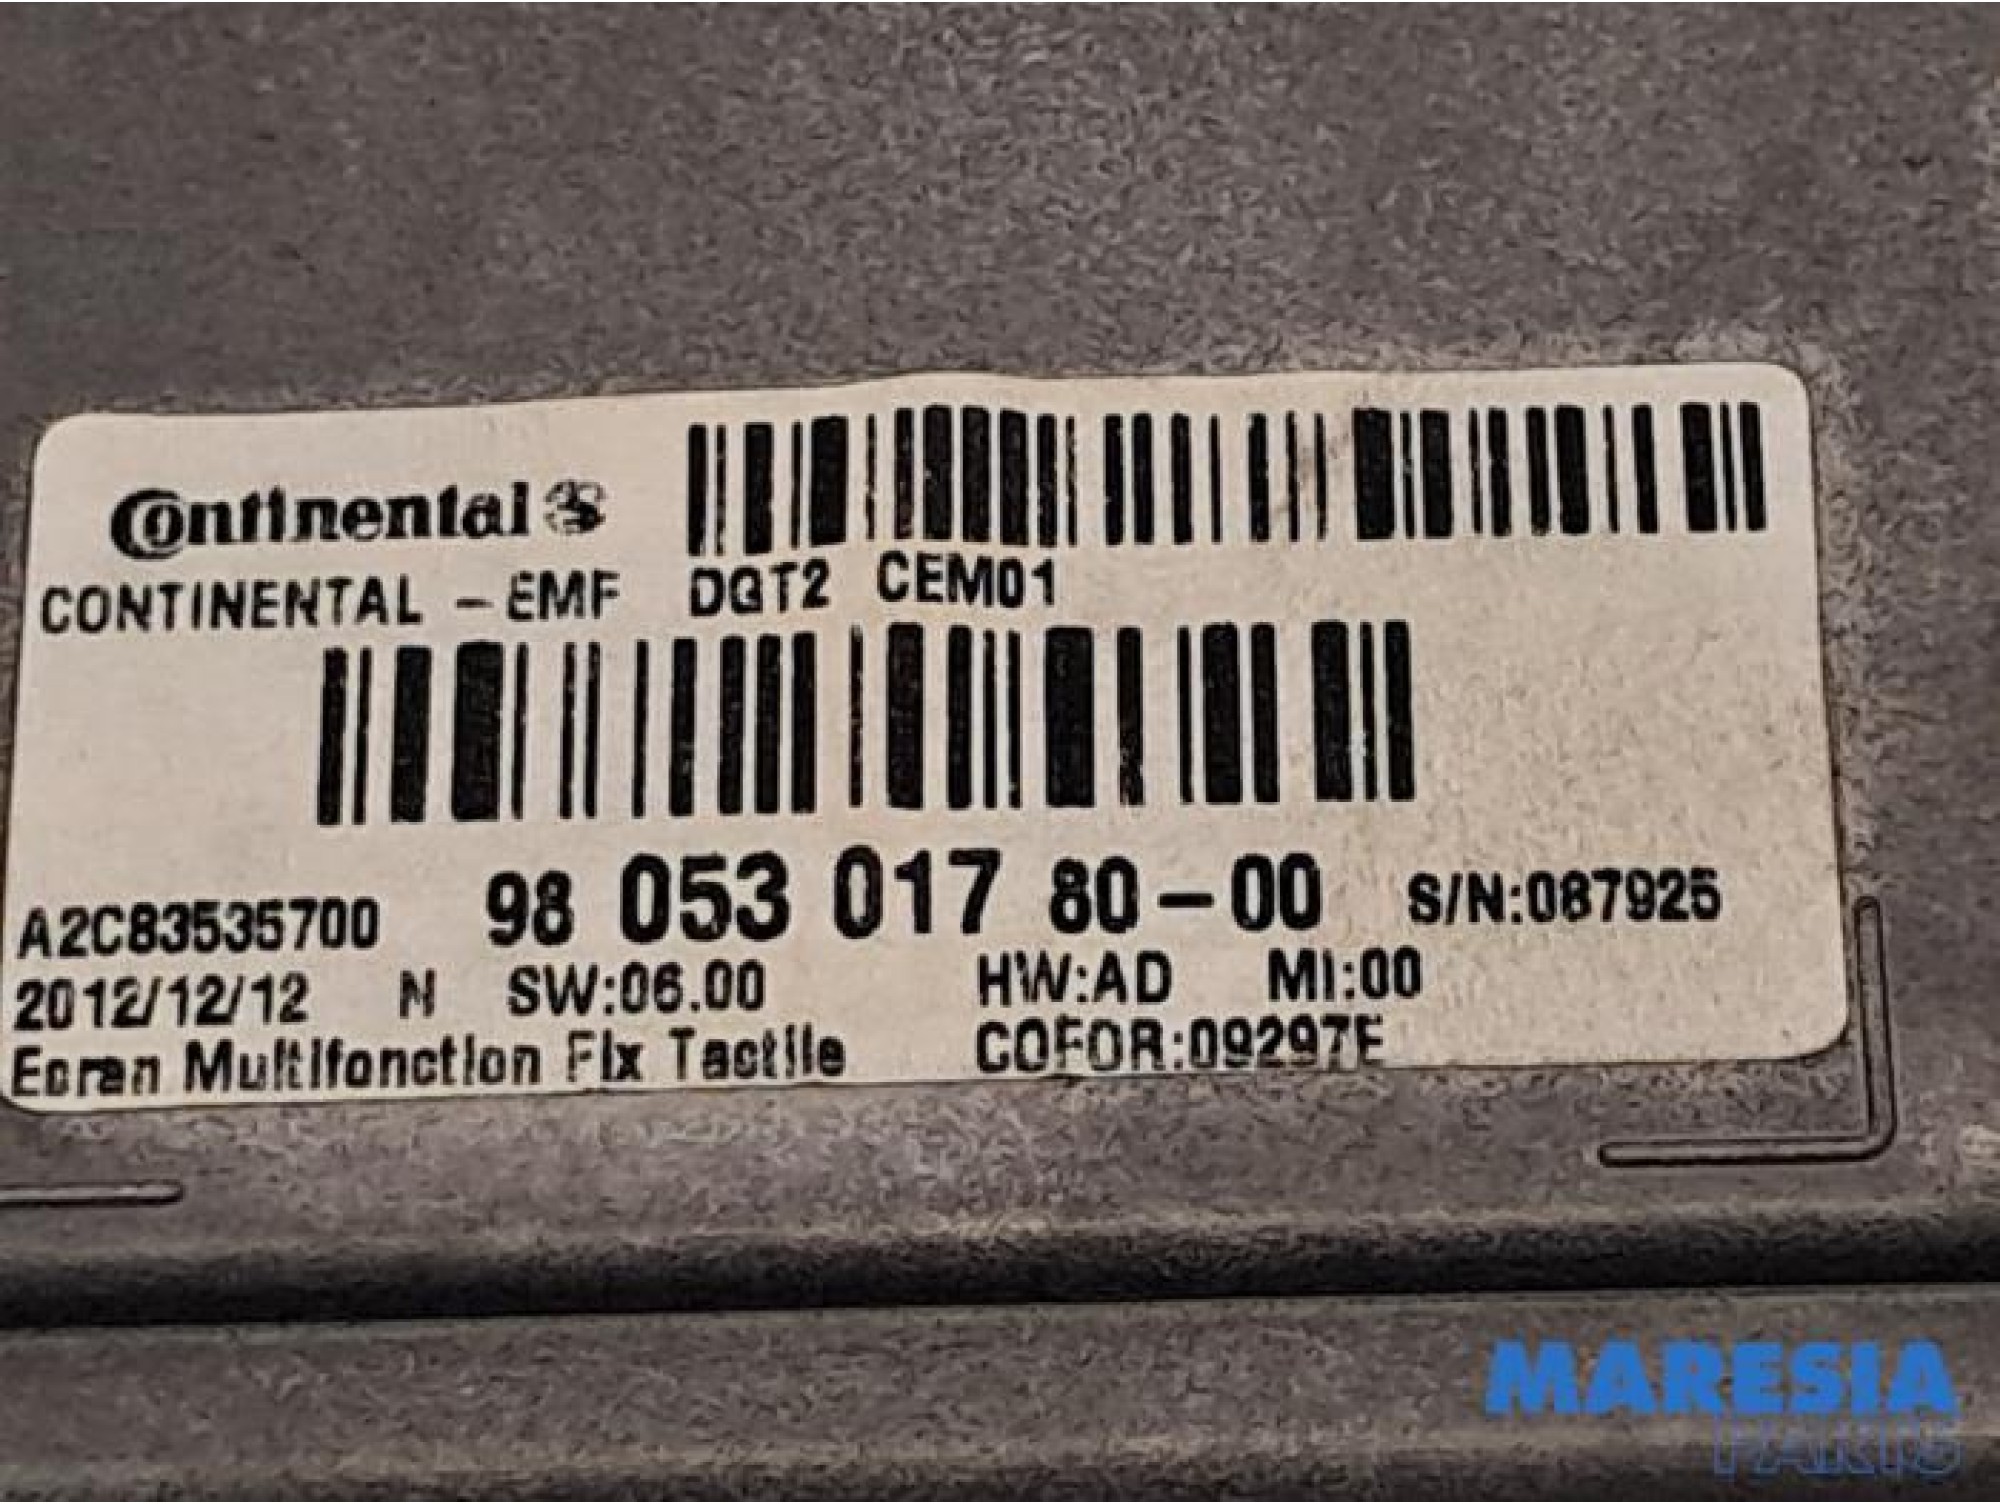 Continental
CONTINENTAL - EMF DGT2 CEM01
A2C83535700 98 053 017 80-00 S/N:087925
2012/12/12 N SW:06.00 HW:AD MI:00
Ecran Multifonction Fix Tactile COFOR:09297E
MARESIA
PARTS